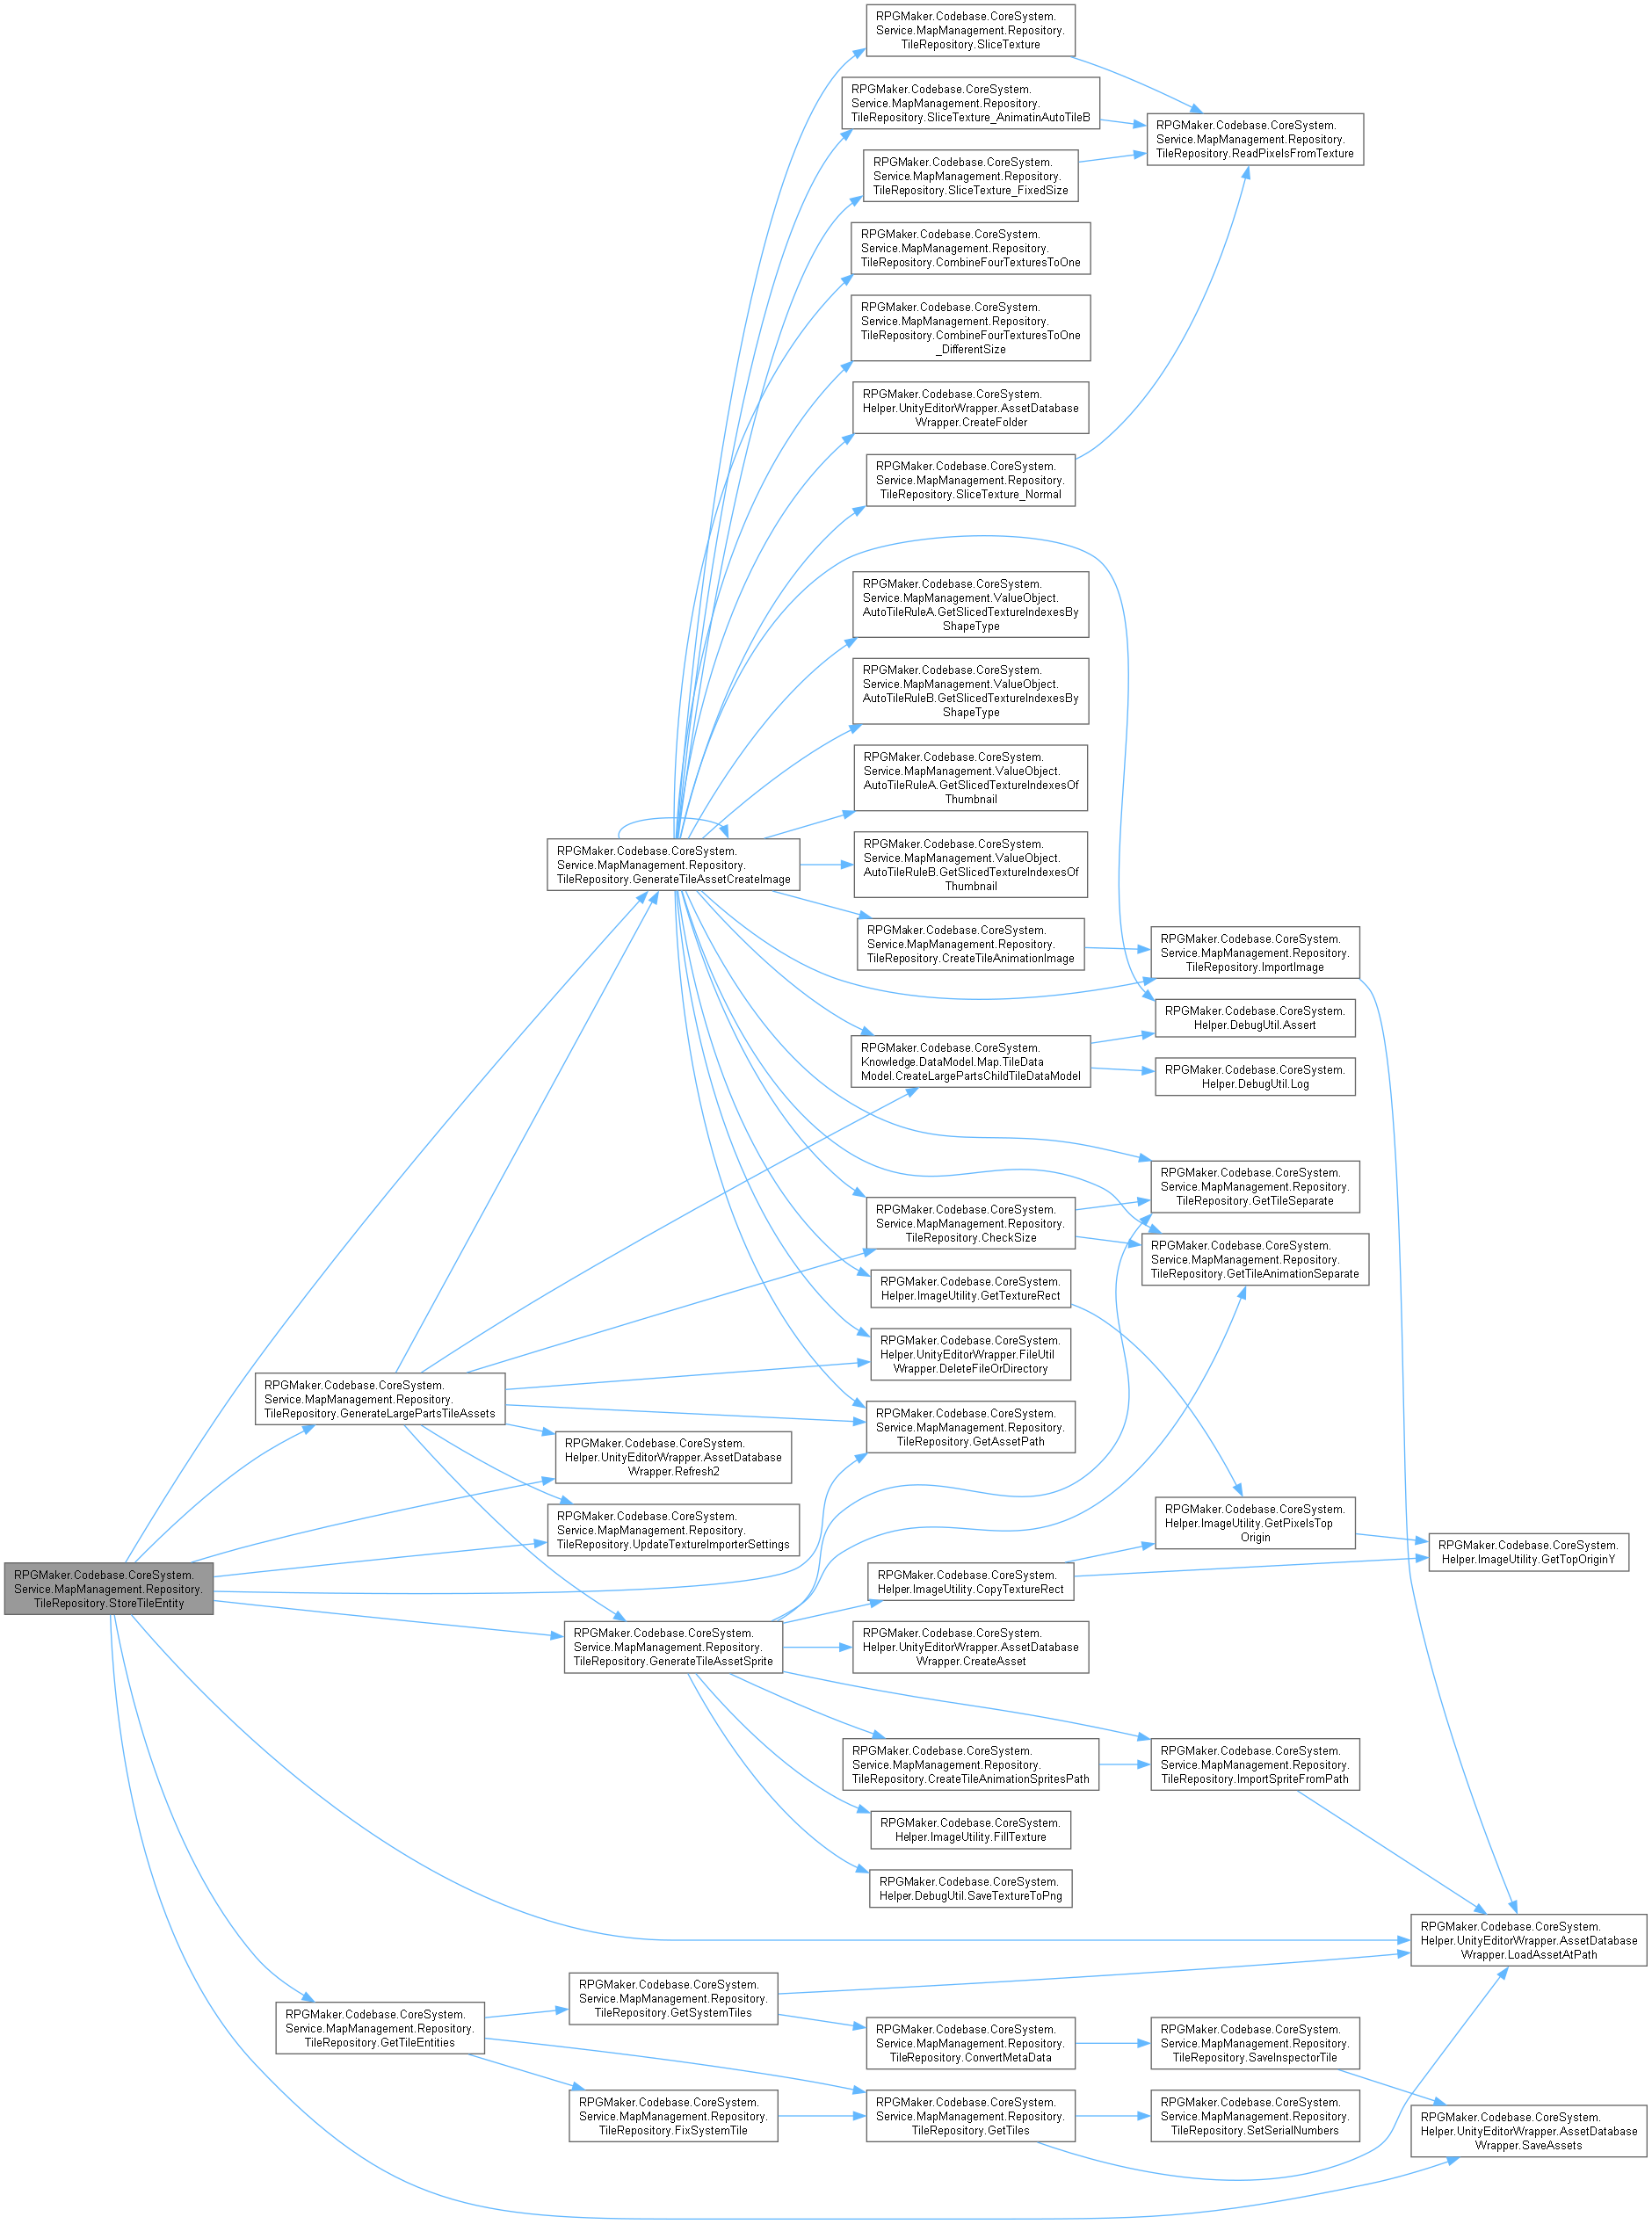 RPGMaker.Codebase.CoreSystem.
Service.MapManagement.Repository.
TileRepository.SliceTexture
RPGMaker.Codebase.CoreSystem.
Service.MapManagement.Repository.
TileRepository.SliceTexture_AnimatinAutoTileB
RPGMaker.Codebase.CoreSystem.
Service.MapManagement.Repository.
TileRepository.ReadPixelsFromTexture
RPGMaker.Codebase.CoreSystem.
Service.MapManagement.Repository.
TileRepository.SliceTexture_FixedSize
RPGMaker.Codebase.CoreSystem.
Service.MapManagement.Repository.
TileRepository.CombineFourTexturesToOne
RPGMaker.Codebase.CoreSystem.
Service.MapManagement.Repository.
TileRepository.CombineFourTexturesToOne
_DifferentSize
RPGMaker.Codebase.CoreSystem.
Helper.UnityEditorWrapper.AssetDatabase
Wrapper.CreateFolder
RPGMaker.Codebase.CoreSystem.
Service.MapManagement.Repository.
TileRepository.SliceTexture_Normal
RPGMaker.Codebase.CoreSystem.
Service.MapManagement.ValueObject.
AutoTileRuleA.GetSlicedTextureIndexesBy
ShapeType
RPGMaker.Codebase.CoreSystem.
Service.MapManagement.ValueObject.
AutoTileRuleB.GetSlicedTextureIndexesBy
ShapeType
RPGMaker.Codebase.CoreSystem.
Service.MapManagement.ValueObject.
AutoTileRuleA.GetSlicedTextureIndexesOf
Thumbnail
RPGMaker.Codebase.CoreSystem.
Service.MapManagement.Repository.
TileRepository.GenerateTileAssetCreateImage
RPGMaker.Codebase.CoreSystem.
Service.MapManagement.ValueObject.
AutoTileRuleB.GetSlicedTextureIndexesOf
Thumbnail
RPGMaker.Codebase.CoreSystem.
Service.MapManagement.Repository.
TileRepository.CreateTileAnimationImage
RPGMaker.Codebase.CoreSystem.
Service.MapManagement.Repository.
TileRepository.ImportImage
RPGMaker.Codebase.CoreSystem.
Helper.DebugUtil.Assert
RPGMaker.Codebase.CoreSystem.
Knowledge.DataModel.Map.TileData
Model.CreateLargePartsChildTileDataModel
RPGMaker.Codebase.CoreSystem.
Helper.DebugUtil.Log
RPGMaker.Codebase.CoreSystem.
Service.MapManagement.Repository.
TileRepository.GetTileSeparate
RPGMaker.Codebase.CoreSystem.
Service.MapManagement.Repository.
TileRepository.CheckSize
RPGMaker.Codebase.CoreSystem.
Service.MapManagement.Repository.
TileRepository.GetTileAnimationSeparate
RPGMaker.Codebase.CoreSystem.
Helper.ImageUtility.GetTextureRect
RPGMaker.Codebase.CoreSystem.
Helper.UnityEditorWrapper.FileUtil
Wrapper.DeleteFileOrDirectory
RPGMaker.Codebase.CoreSystem.
Service.MapManagement.Repository.
TileRepository.GenerateLargePartsTileAssets
RPGMaker.Codebase.CoreSystem.
Service.MapManagement.Repository.
TileRepository.GetAssetPath
RPGMaker.Codebase.CoreSystem.
Helper.UnityEditorWrapper.AssetDatabase
Wrapper.Refresh2
RPGMaker.Codebase.CoreSystem.
Service.MapManagement.Repository.
TileRepository.UpdateTextureImporterSettings
RPGMaker.Codebase.CoreSystem.
Helper.ImageUtility.GetPixelsTop
Origin
RPGMaker.Codebase.CoreSystem.
Helper.ImageUtility.GetTopOriginY
RPGMaker.Codebase.CoreSystem.
Service.MapManagement.Repository.
TileRepository.StoreTileEntity
RPGMaker.Codebase.CoreSystem.
Helper.ImageUtility.CopyTextureRect
RPGMaker.Codebase.CoreSystem.
Service.MapManagement.Repository.
TileRepository.GenerateTileAssetSprite
RPGMaker.Codebase.CoreSystem.
Helper.UnityEditorWrapper.AssetDatabase
Wrapper.CreateAsset
RPGMaker.Codebase.CoreSystem.
Service.MapManagement.Repository.
TileRepository.CreateTileAnimationSpritesPath
RPGMaker.Codebase.CoreSystem.
Service.MapManagement.Repository.
TileRepository.ImportSpriteFromPath
RPGMaker.Codebase.CoreSystem.
Helper.ImageUtility.FillTexture
RPGMaker.Codebase.CoreSystem.
Helper.DebugUtil.SaveTextureToPng
RPGMaker.Codebase.CoreSystem.
Helper.UnityEditorWrapper.AssetDatabase
Wrapper.LoadAssetAtPath
RPGMaker.Codebase.CoreSystem.
Service.MapManagement.Repository.
TileRepository.GetSystemTiles
RPGMaker.Codebase.CoreSystem.
Service.MapManagement.Repository.
TileRepository.GetTileEntities
RPGMaker.Codebase.CoreSystem.
Service.MapManagement.Repository.
TileRepository.ConvertMetaData
RPGMaker.Codebase.CoreSystem.
Service.MapManagement.Repository.
TileRepository.SaveInspectorTile
RPGMaker.Codebase.CoreSystem.
Service.MapManagement.Repository.
TileRepository.FixSystemTile
RPGMaker.Codebase.CoreSystem.
Service.MapManagement.Repository.
TileRepository.GetTiles
RPGMaker.Codebase.CoreSystem.
Service.MapManagement.Repository.
TileRepository.SetSerialNumbers
RPGMaker.Codebase.CoreSystem.
Helper.UnityEditorWrapper.AssetDatabase
Wrapper.SaveAssets